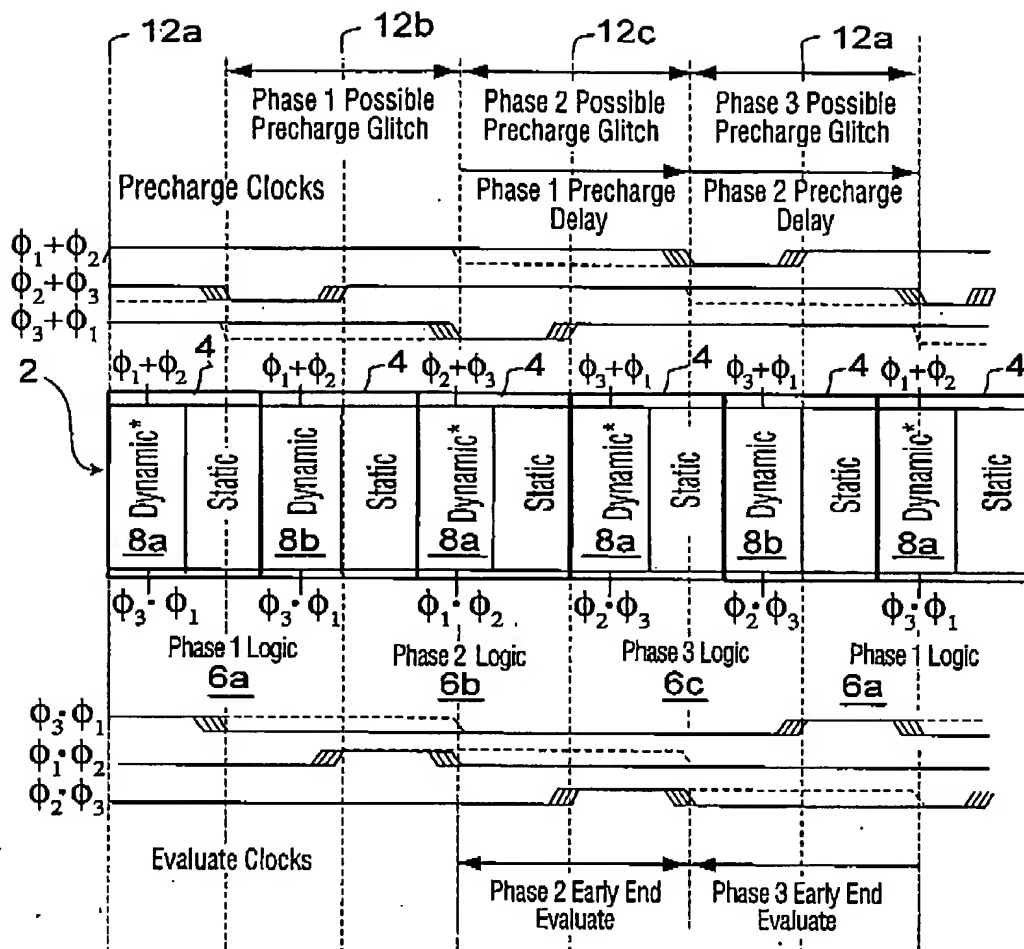 12a 12b 12c 12a
Phase 1 Possible Precharge Glitch
Phase 2 Possible Precharge Glitch
Phase 3 Possible Precharge Glitch
Precharge Clocks
Phase 1 Precharge Delay
Phase 2 Precharge Delay
ϕ₁+ϕ₂
ϕ₂+ϕ₃
ϕ₃+ϕ₁
2
ϕ₁+ϕ₂ 4 ϕ₁+ϕ₂ 4 ϕ₂+ϕ₃ 4 ϕ₃+ϕ₁ 4 ϕ₃+ϕ₁ 4 ϕ₁+ϕ₂ 4
Dynamic* Static Dynamic Static Dynamic* Static Dynamic* Static Dynamic Static Dynamic* Static
8a 8b 8a 8a 8b 8a
ϕ₃·ϕ₁ ϕ₃·ϕ₁ ϕ₁·ϕ₂ ϕ₂·ϕ₃ ϕ₂·ϕ₃ ϕ₃·ϕ₁
Phase 1 Logic Phase 2 Logic Phase 3 Logic Phase 1 Logic
6a 6b 6c 6a
ϕ₃·ϕ₁
ϕ₁·ϕ₂
ϕ₂·ϕ₃
Evaluate Clocks
Phase 2 Early End Evaluate
Phase 3 Early End Evaluate